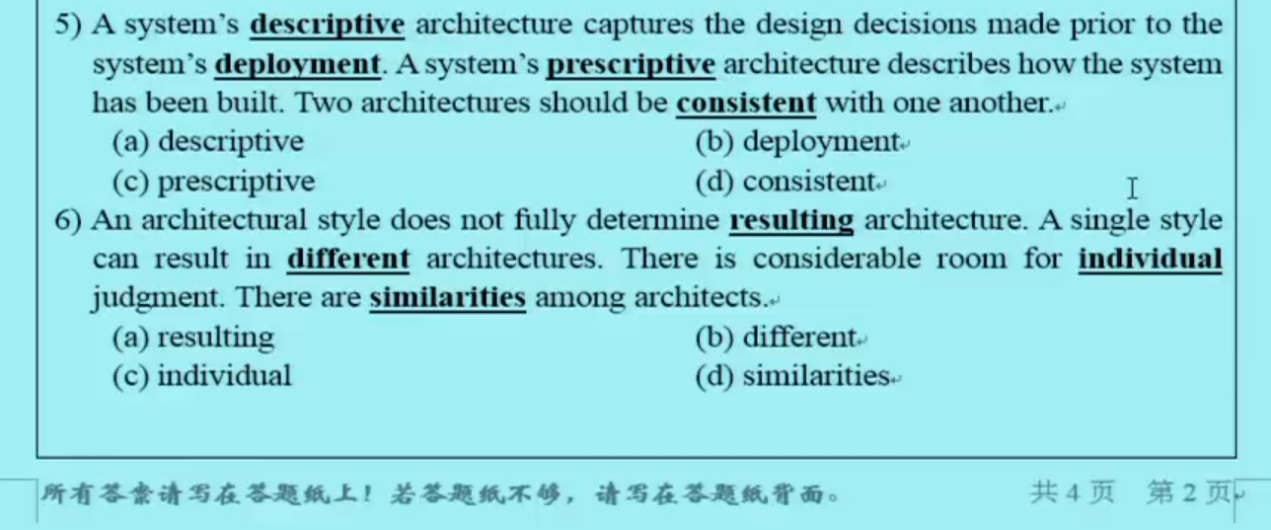 5) A system's descriptive architecture captures the design decisions made prior to the
system's deployment. A system's prescriptive architecture describes how the system
has been built. Two architectures should be consistent with one another.
(a) descriptive (b) deployment
(c) prescriptive (d) consistent
6) An architectural style does not fully determine resulting architecture. A single style
can result in different architectures. There is considerable room for individual
judgment. There are similarities among architects.
(a) resulting (b) different
(c) individual (d) similarities
所有答案请写在答题纸上！若答题纸不够，请写在答题纸背面。 共 4 页 第 2 页